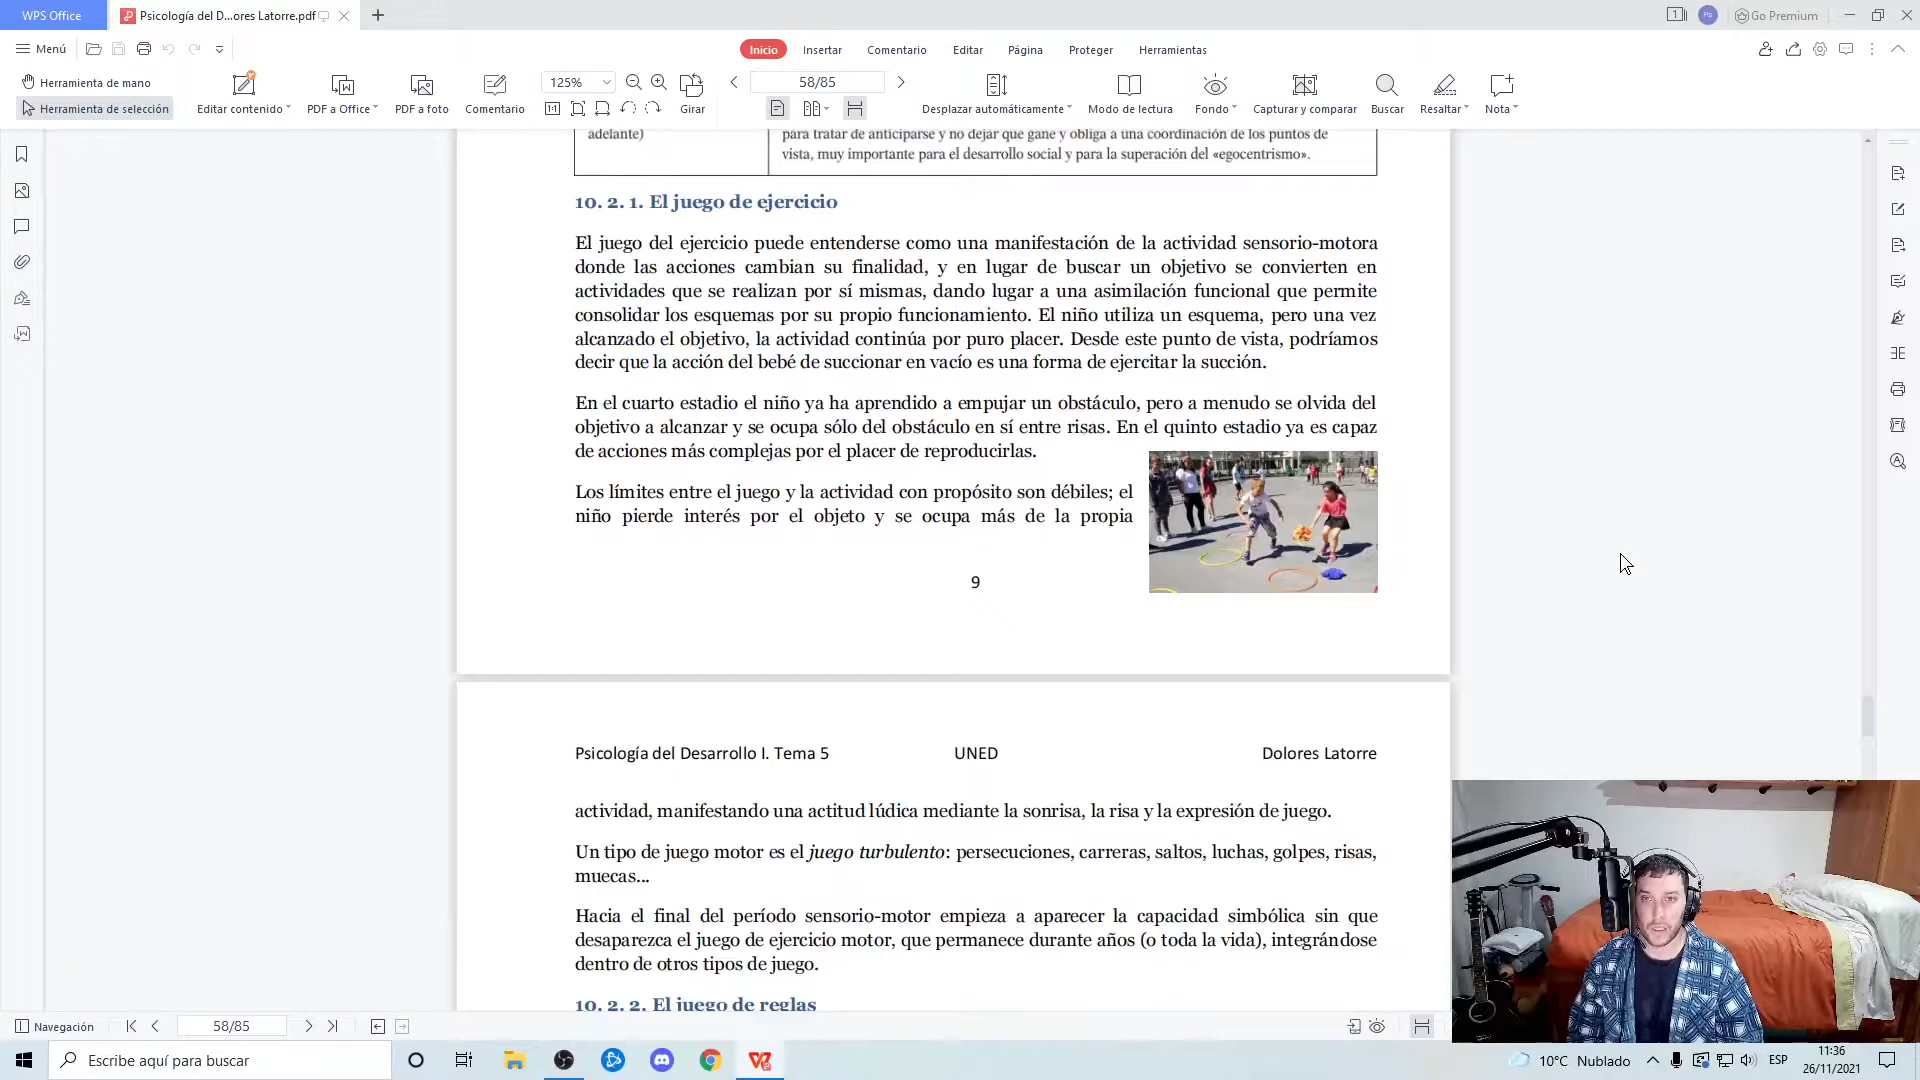 WPS Office
Psicología del D...ores Latorre.pdf
1
Ps
Go Premium
Menú
Inicio
Insertar
Comentario
Editar
Página
Proteger
Herramientas
Herramienta de mano
Herramienta de selección
Editar contenido
PDF a Office
PDF a foto
Comentario
125%
Girar
58/85
Desplazar automáticamente
Modo de lectura
Fondo
Capturar y comparar
Buscar
Resaltar
Nota
adelante)
para tratar de anticiparse y no dejar que gane y obliga a una coordinación de los puntos de
vista, muy importante para el desarrollo social y para la superación del «egocentrismo».
10. 2. 1. El juego de ejercicio
El juego del ejercicio puede entenderse como una manifestación de la actividad sensorio-motora
donde las acciones cambian su finalidad, y en lugar de buscar un objetivo se convierten en
actividades que se realizan por sí mismas, dando lugar a una asimilación funcional que permite
consolidar los esquemas por su propio funcionamiento. El niño utiliza un esquema, pero una vez
alcanzado el objetivo, la actividad continúa por puro placer. Desde este punto de vista, podríamos
decir que la acción del bebé de succionar en vacío es una forma de ejercitar la succión.
En el cuarto estadio el niño ya ha aprendido a empujar un obstáculo, pero a menudo se olvida del
objetivo a alcanzar y se ocupa sólo del obstáculo en sí entre risas. En el quinto estadio ya es capaz
de acciones más complejas por el placer de reproducirlas.
Los límites entre el juego y la actividad con propósito son débiles; el
niño pierde interés por el objeto y se ocupa más de la propia
9
Psicología del Desarrollo I. Tema 5
UNED
Dolores Latorre
actividad, manifestando una actitud lúdica mediante la sonrisa, la risa y la expresión de juego.
Un tipo de juego motor es el juego turbulento: persecuciones, carreras, saltos, luchas, golpes, risas,
muecas...
Hacia el final del período sensorio-motor empieza a aparecer la capacidad simbólica sin que
desaparezca el juego de ejercicio motor, que permanece durante años (o toda la vida), integrándose
dentro de otros tipos de juego.
10. 2. 2. El juego de reglas
Navegación
58/85
Escribe aquí para buscar
10°C Nublado
ESP
11:36
26/11/2021